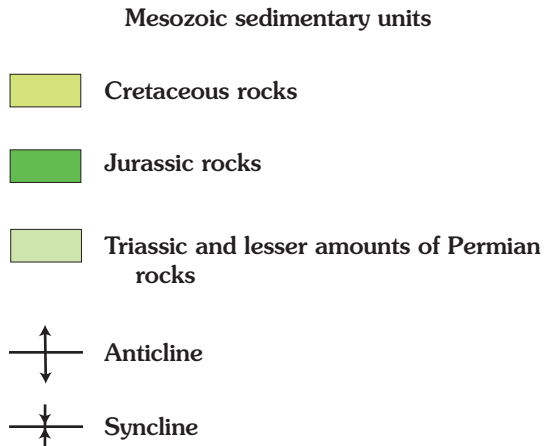 Mesozoic sedimentary units
Cretaceous rocks
Jurassic rocks
Triassic and lesser amounts of Permian
rocks
Anticline
Syncline